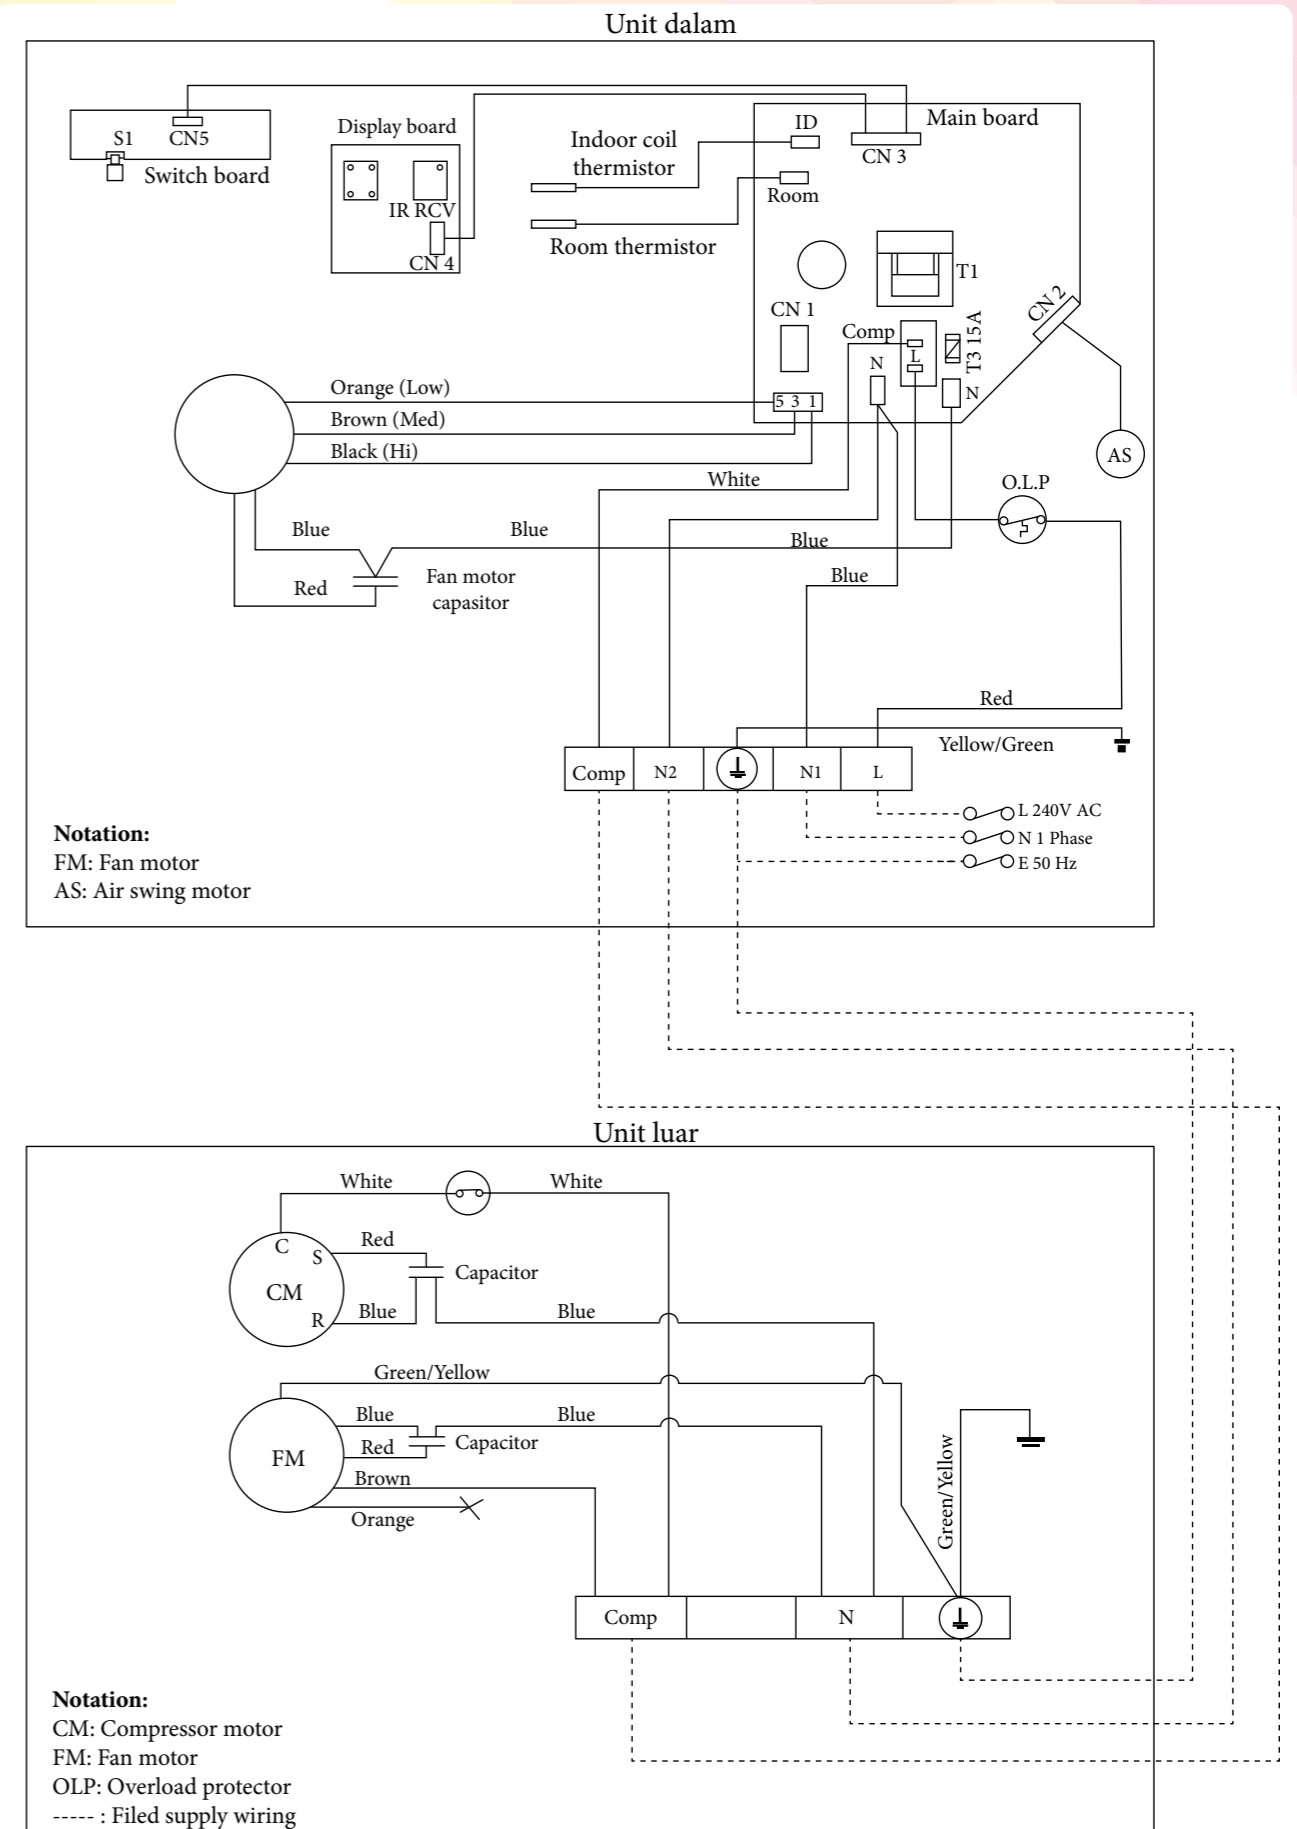 Unit dalam
S1
CN5
Switch board
Display board
IR RCV
CN 4
Indoor coil
thermistor
Room thermistor
ID
Room
CN 3
Main board
T1
CN 1
CN 2
Comp
L
N
T3 15A
N
5 3 1
Orange (Low)
Brown (Med)
Black (Hi)
AS
White
O.L.P
Blue
Blue
Blue
Blue
Red
Fan motor
capasitor
Red
Yellow/Green
Comp
N2
N1
L
L 240V AC
N 1 Phase
E 50 Hz
Notation:
FM: Fan motor
AS: Air swing motor
Unit luar
White
White
C
S
CM
R
Red
Capacitor
Blue
Blue
Green/Yellow
Blue
Blue
FM
Red
Capacitor
Brown
Orange
Green/Yellow
Comp
N
Notation:
CM: Compressor motor
FM: Fan motor
OLP: Overload protector
----- : Filed supply wiring